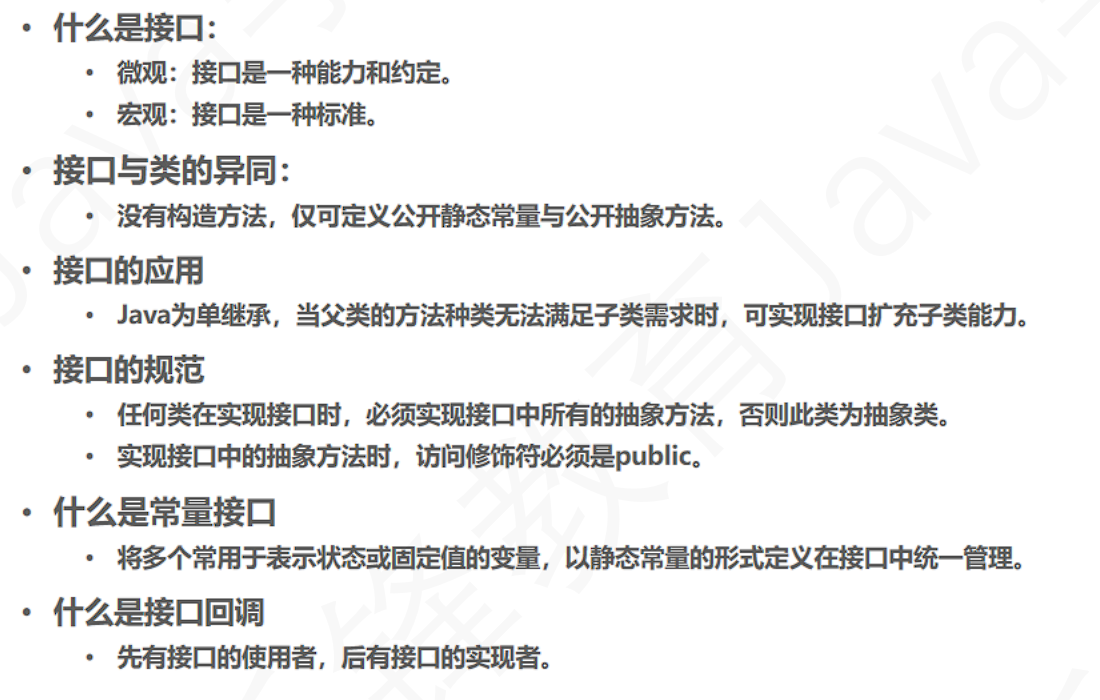 • 什么是接口：
• 微观：接口是一种能力和约定。
• 宏观：接口是一种标准。
• 接口与类的异同：
• 没有构造方法，仅可定义公开静态常量与公开抽象方法。
• 接口的应用
• Java为单继承，当父类的方法种类无法满足子类需求时，可实现接口扩充子类能力。
• 接口的规范
• 任何类在实现接口时，必须实现接口中所有的抽象方法，否则此类为抽象类。
• 实现接口中的抽象方法时，访问修饰符必须是public。
• 什么是常量接口
• 将多个常用于表示状态或固定值的变量，以静态常量的形式定义在接口中统一管理。
• 什么是接口回调
• 先有接口的使用者，后有接口的实现者。
锋教育Java-
Java-